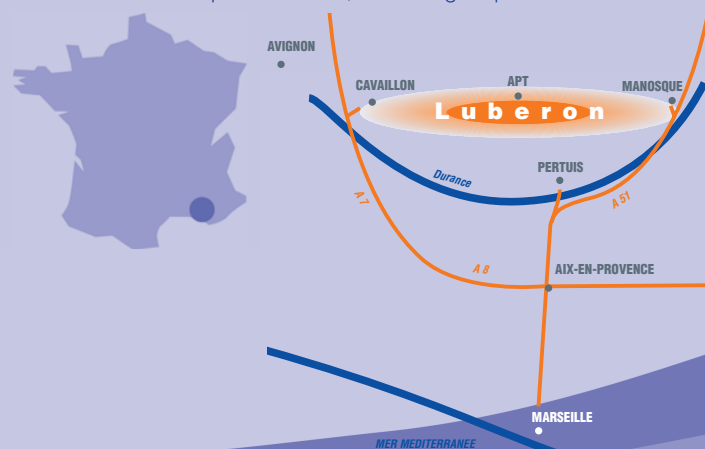 AVIGNON
CAVAILLON
APT
MANOSQUE
Luberon
PERTUIS
Durance
A 7
A 51
A 8
AIX-EN-PROVENCE
MARSEILLE
MER MEDITERRANEE